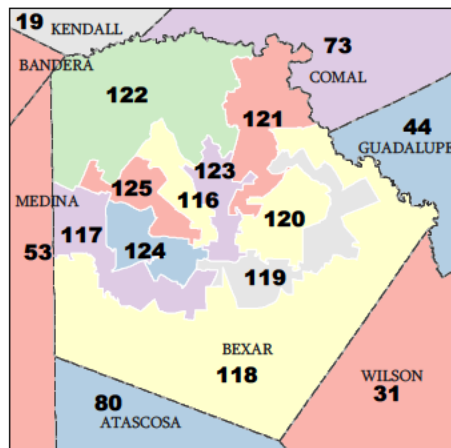 19
KENDALL
73
BANDERA
COMAL
122
121
44
GUADALUPE
123
125
116
MEDINA
120
117
124
53
119
BEXAR
118
WILSON
31
80
ATASCOSA